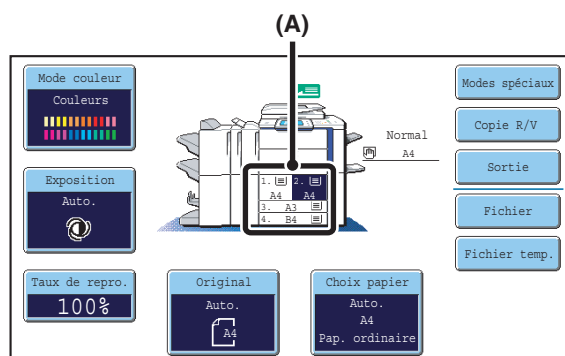 (A)
Mode couleur
Couleurs
Exposition
Auto.
Taux de repro.
100%
Original
Auto.
A4
Choix papier
Auto.
A4
Pap. ordinaire
1.
2.
A4
A4
3. A3
4. B4
Normal
A4
Modes spéciaux
Copie R/V
Sortie
Fichier
Fichier temp.